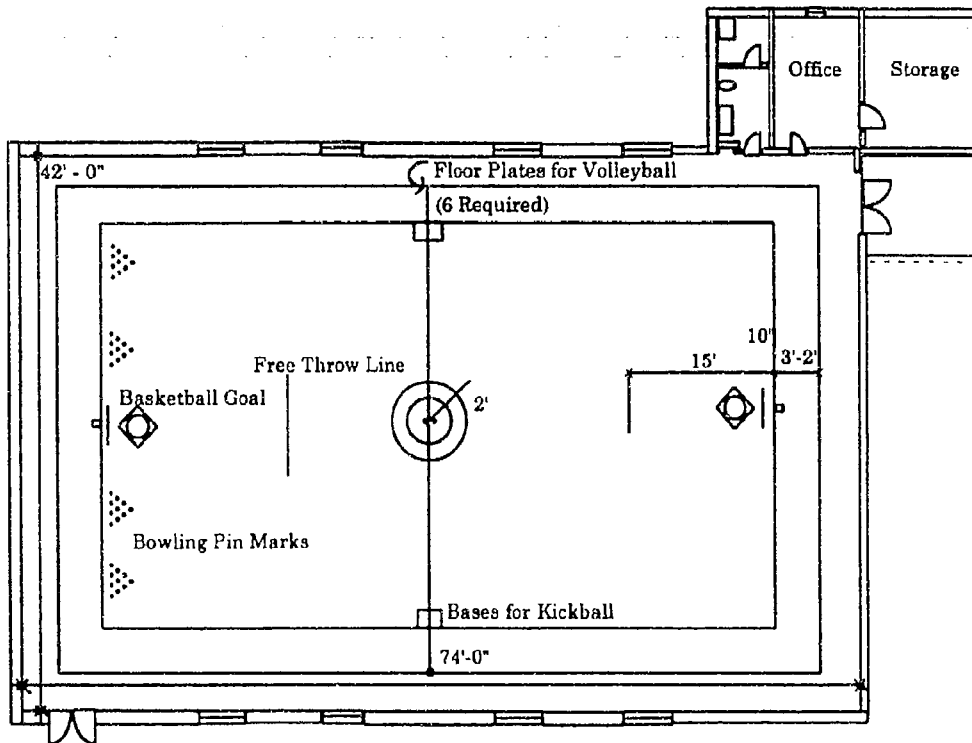 Office
Storage
42' - 0"
Floor Plates for Volleyball
(6 Required)
10"
15'
3'-2'
Free Throw Line
Basketball Goal
2'
Bowling Pin Marks
Bases for Kickball
74'-0"